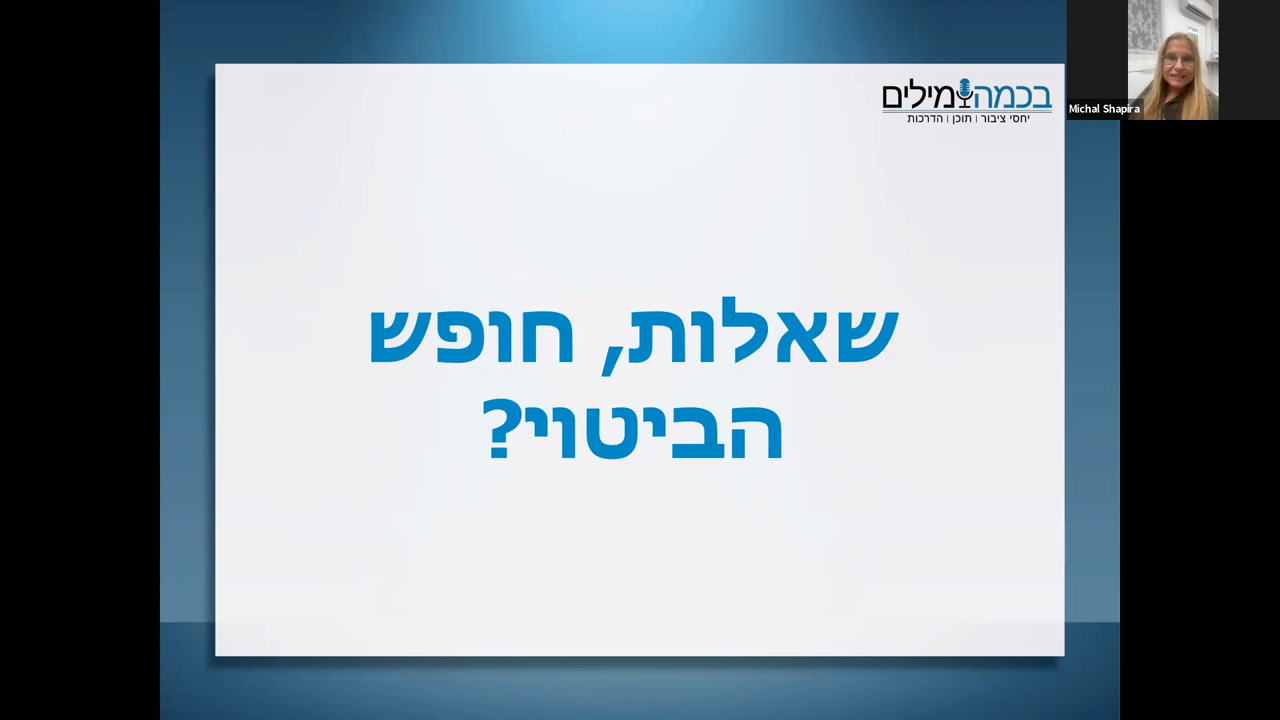 בכמה מילים
יחסי ציבור | תוכן | הדרכות
Michal Shapira
שאלות, חופש
הביטוי?